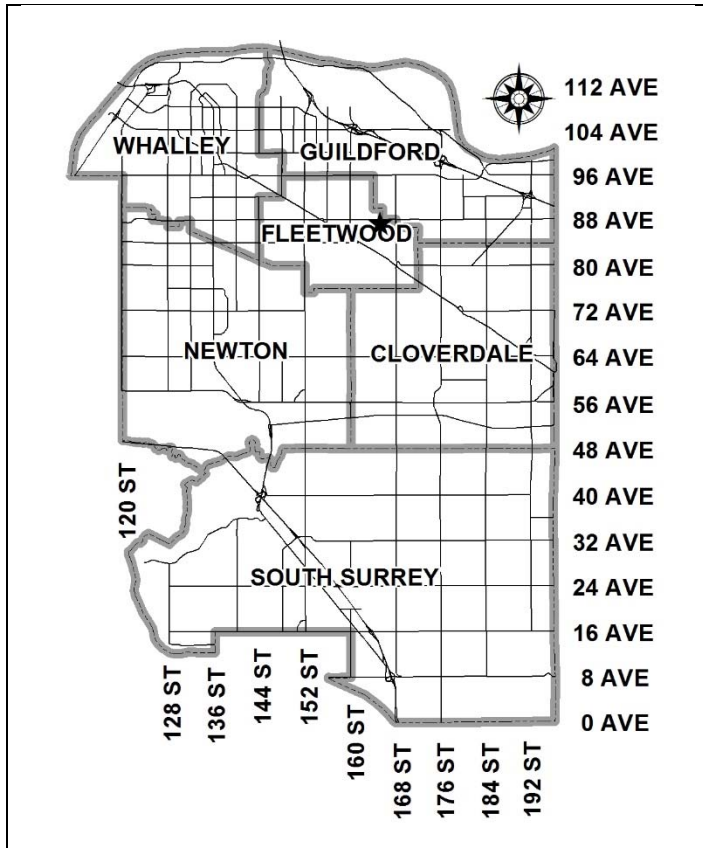 112 AVE
104 AVE
WHALLEY
GUILDFORD
96 AVE
88 AVE
FLEETWOOD
80 AVE
72 AVE
NEWTON
CLOVERDALE
64 AVE
56 AVE
48 AVE
120 ST
40 AVE
32 AVE
SOUTH SURREY
24 AVE
16 AVE
128 ST
136 ST
144 ST
152 ST
160 ST
8 AVE
0 AVE
168 ST
176 ST
184 ST
192 ST